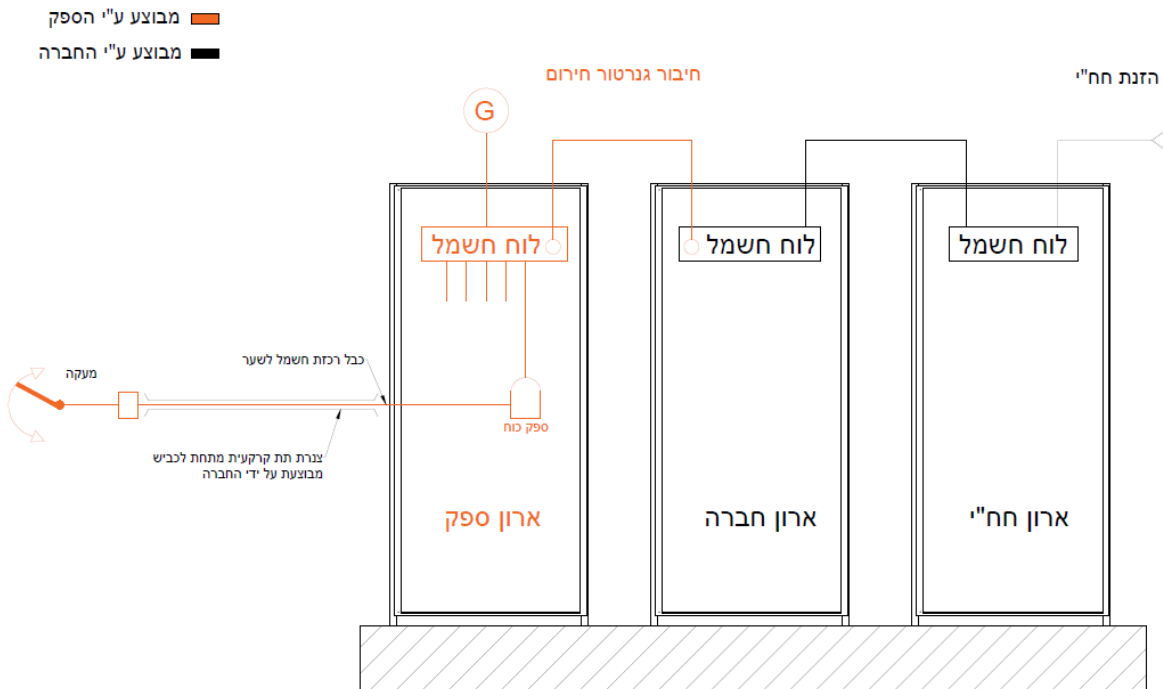 מבוצע ע"י הספק
מבוצע ע"י החברה
הזנת חח"י
חיבור גנרטור חירום
G
לוח חשמל
לוח חשמל
לוח חשמל
כבל רכזת חשמל לשער
מעקה
ספק כוח
צנרת תת קרקעית מתחת לכביש
מבוצעת על ידי החברה
ארון חח"י
ארון חברה
ארון ספק